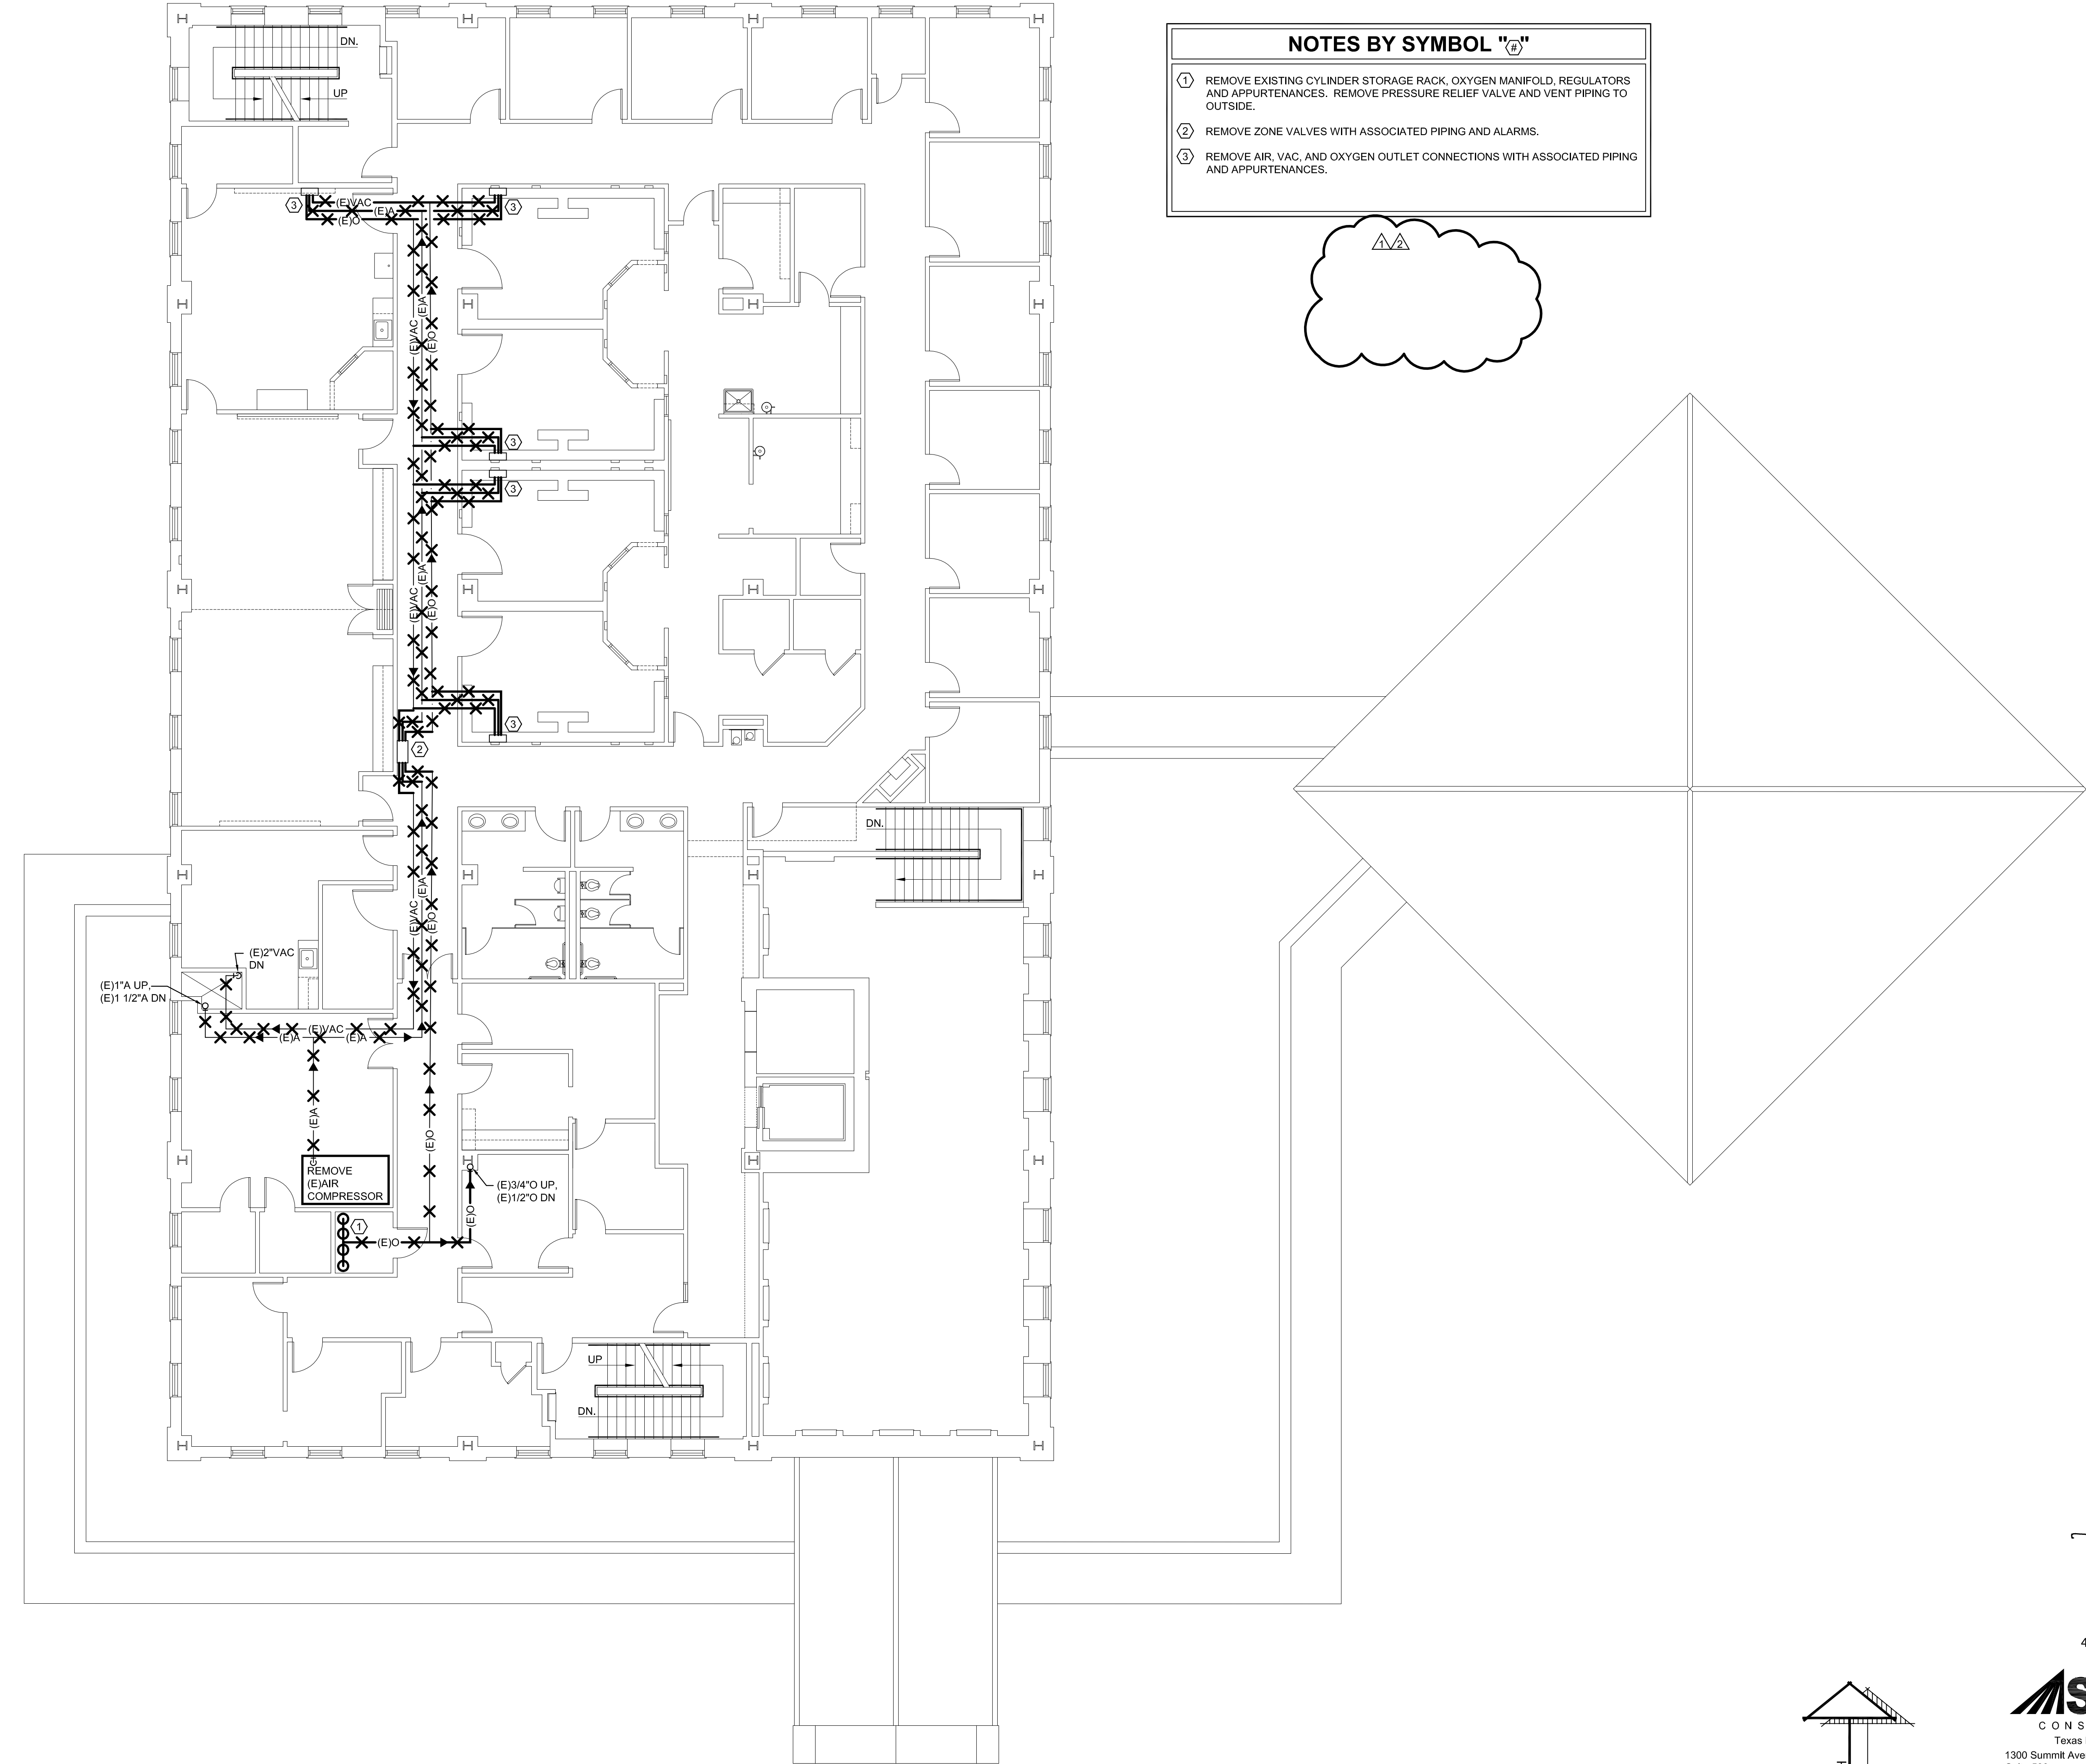 NOTES BY SYMBOL "#"
1 REMOVE EXISTING CYLINDER STORAGE RACK, OXYGEN MANIFOLD, REGULATORS
AND APPURTENANCES. REMOVE PRESSURE RELIEF VALVE AND VENT PIPING TO
OUTSIDE.
2 REMOVE ZONE VALVES WITH ASSOCIATED PIPING AND ALARMS.
3 REMOVE AIR, VAC, AND OXYGEN OUTLET CONNECTIONS WITH ASSOCIATED PIPING
AND APPURTENANCES.
1 2
DN.
UP
3
(E)VAC
(E)A
(E)O
3
(E)A
(E)VAC
(E)O
3
3
(E)A
(E)VAC
(E)O
3
2
DN.
(E)A
(E)VAC
(E)O
(E)2"VAC
DN
(E)1"A UP,
(E)1 1/2"A DN
(E)VAC
(E)A
(E)A
(E)A
(E)O
REMOVE
(E)AIR
COMPRESSOR
(E)3/4"O UP,
(E)1/2"O DN
(E)O
1
(E)O
UP
DN.
4
S
CONS
Texas
1300 Summit Ave